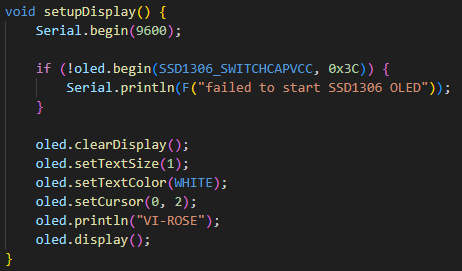 void setupDisplay() {
    Serial.begin(9600);

    if (!oled.begin(SSD1306_SWITCHCAPVCC, 0x3C)) {
        Serial.println(F("failed to start SSD1306 OLED"));
    }

    oled.clearDisplay();
    oled.setTextSize(1);
    oled.setTextColor(WHITE);
    oled.setCursor(0, 2);
    oled.println("VI-ROSE");
    oled.display();
}